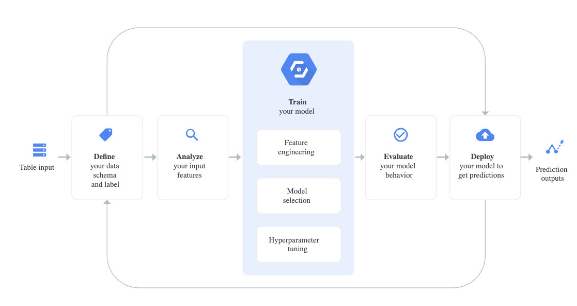 Table input
Define
your data
schema
and label
Analyze
your input
features
Train
your model
Feature
engineering
Model
selection
Hyperparameter
tuning
Evaluate
your model
behavior
Deploy
your model to
get predictions
Prediction
outputs